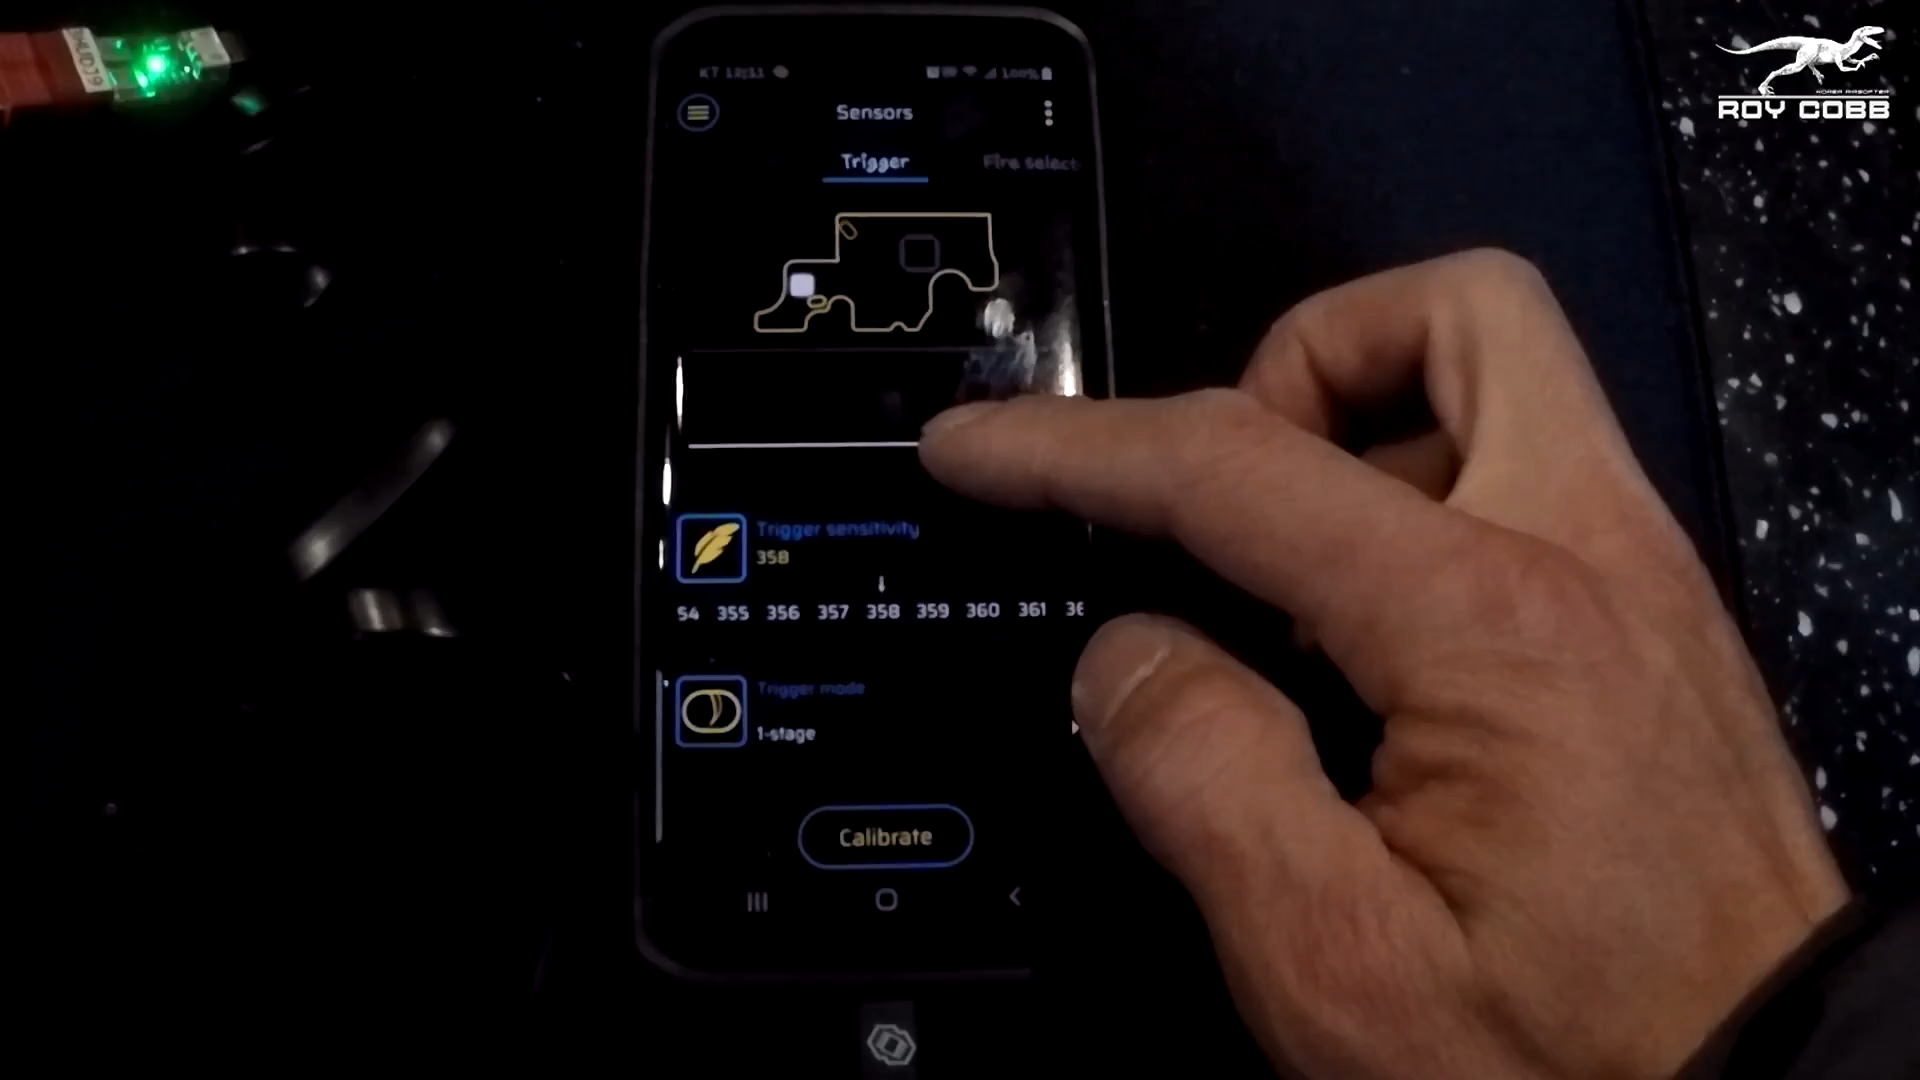 KT 12:11 100%
Sensors
Trigger Fire select
Trigger sensitivity
358
54 355 356 357 358 359 360 361 36
Trigger mode
1-stage
Calibrate
ROY COBB